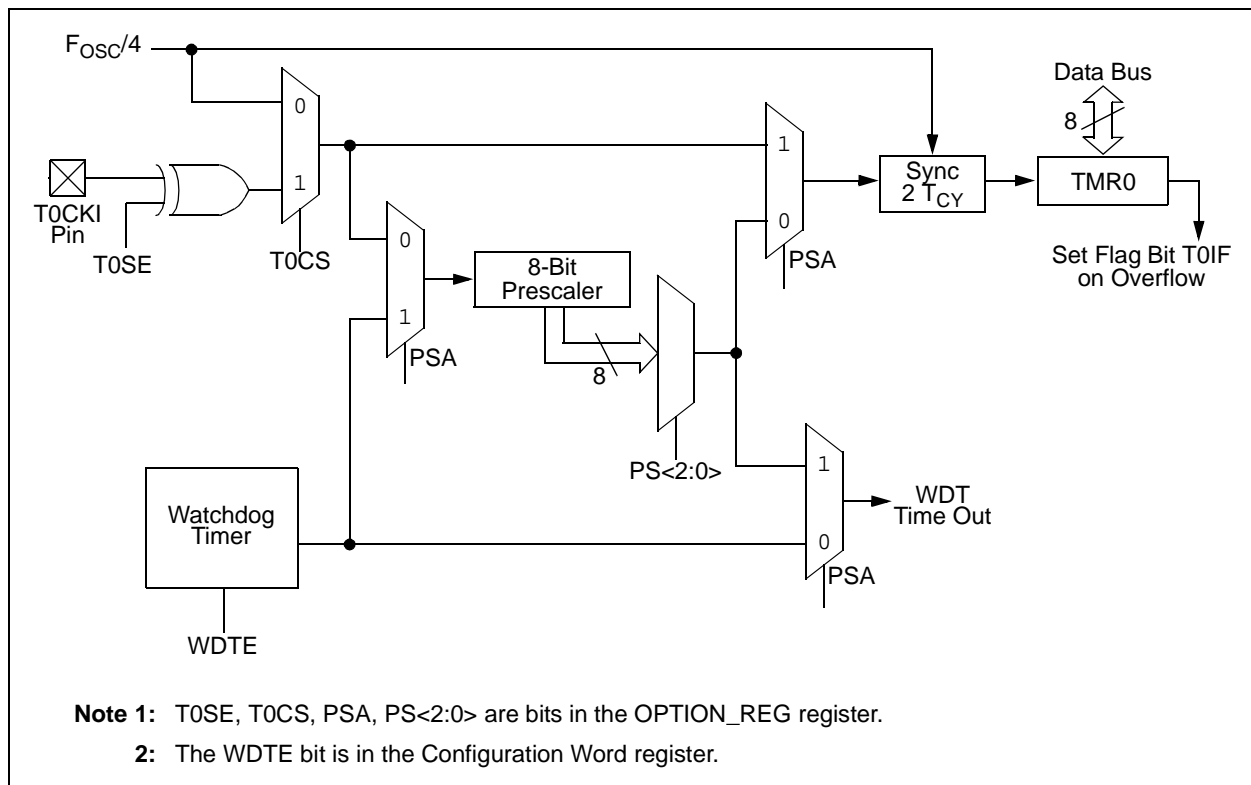 FOSC/4
Data Bus
8
0
1
T0CKI
Pin
T0SE
T0CS
0
1
PSA
8-Bit
Prescaler
8
PS<2:0>
1
0
PSA
Sync
2 TCY
TMR0
Set Flag Bit T0IF
on Overflow
Watchdog
Timer
WDTE
1
0
PSA
WDT
Time Out
Note 1: T0SE, T0CS, PSA, PS<2:0> are bits in the OPTION_REG register.
2: The WDTE bit is in the Configuration Word register.